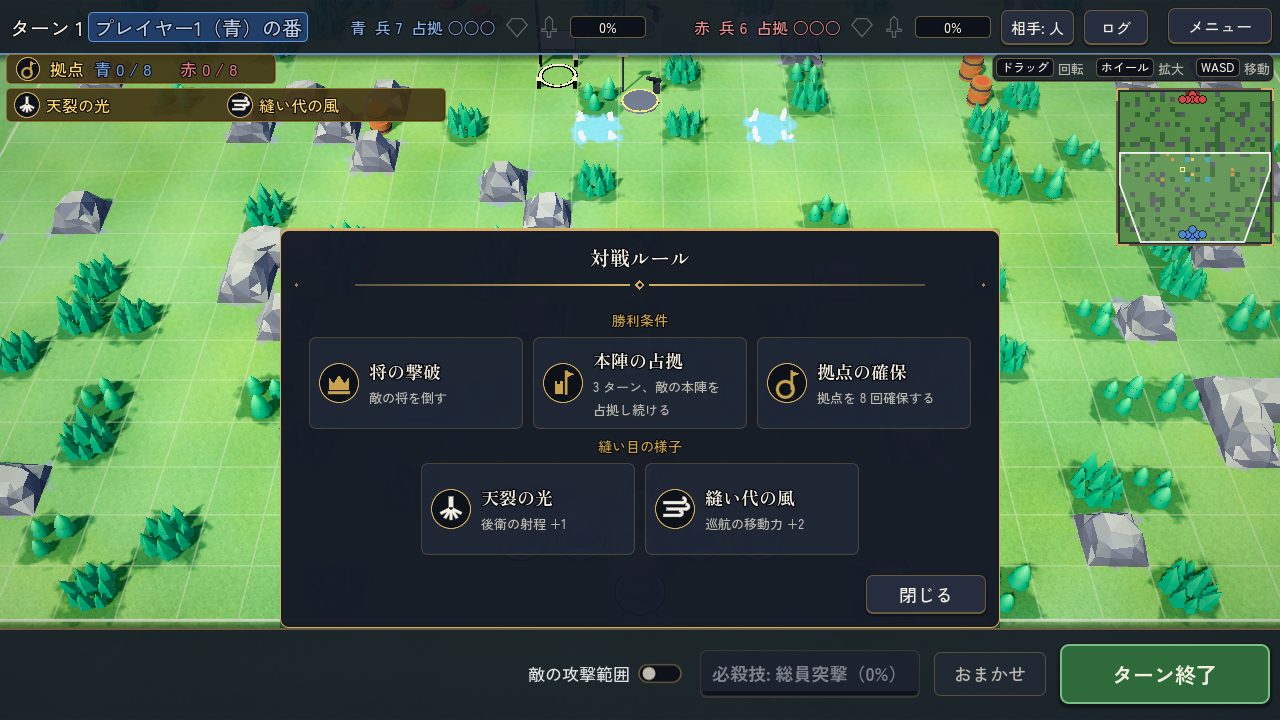 ターン 1 プレイヤー1（青）の番 青 兵 7 占拠 〇〇〇 0% 赤 兵 6 占拠 〇〇〇 0% 相手: 人 ログ メニュー
拠点 青 0 / 8 赤 0 / 8 ドラッグ 回転 ホイール 拡大 WASD 移動
天裂の光 縫い代の風
対戦ルール
勝利条件
将の撃破
敵の将を倒す
本陣の占拠
3 ターン、敵の本陣を
占拠し続ける
拠点の確保
拠点を 8 回確保する
縫い目の様子
天裂の光
後衛の射程 +1
縫い代の風
巡航の移動力 +2
閉じる
敵の攻撃範囲 必殺技: 総員突撃（0%） おまかせ ターン終了